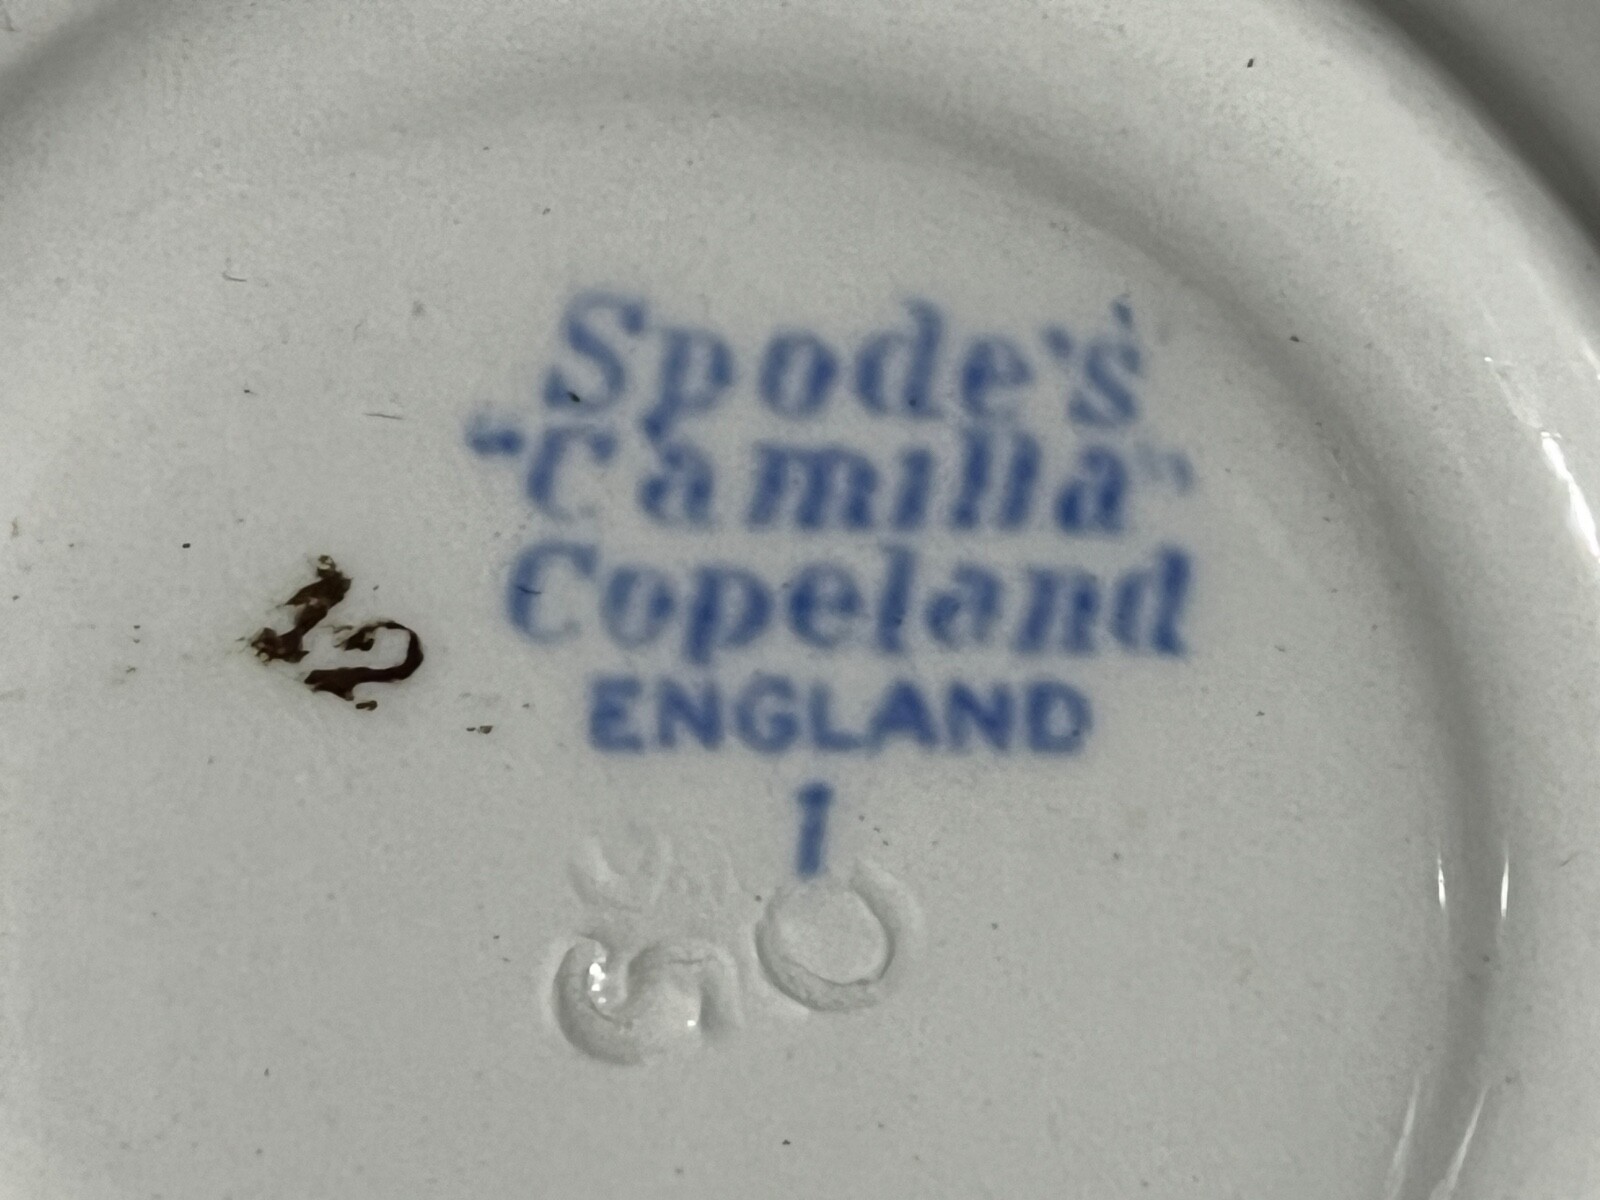 Spode's
"Camilla"
Copeland
ENGLAND
1